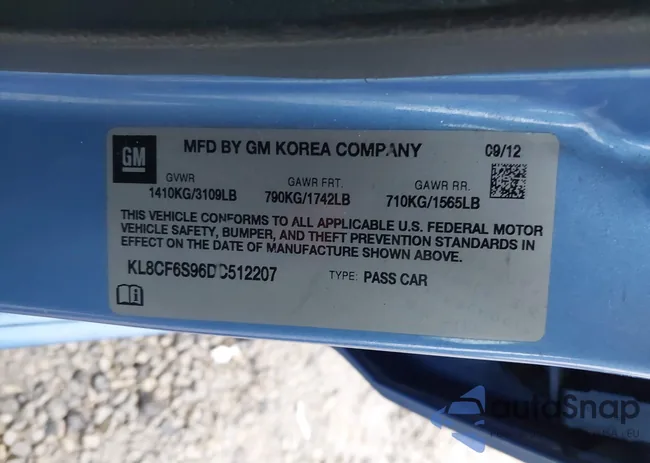 GM
MFD BY GM KOREA COMPANY
09/12
GVWR GAWR FRT. GAWR RR.
1410KG/3109LB 790KG/1742LB 710KG/1565LB
THIS VEHICLE CONFORMS TO ALL APPLICABLE U.S. FEDERAL MOTOR
VEHICLE SAFETY, BUMPER, AND THEFT PREVENTION STANDARDS IN
EFFECT ON THE DATE OF MANUFACTURE SHOWN ABOVE.
KL8CF6S96DC512207 TYPE: PASS CAR
AutoSnap